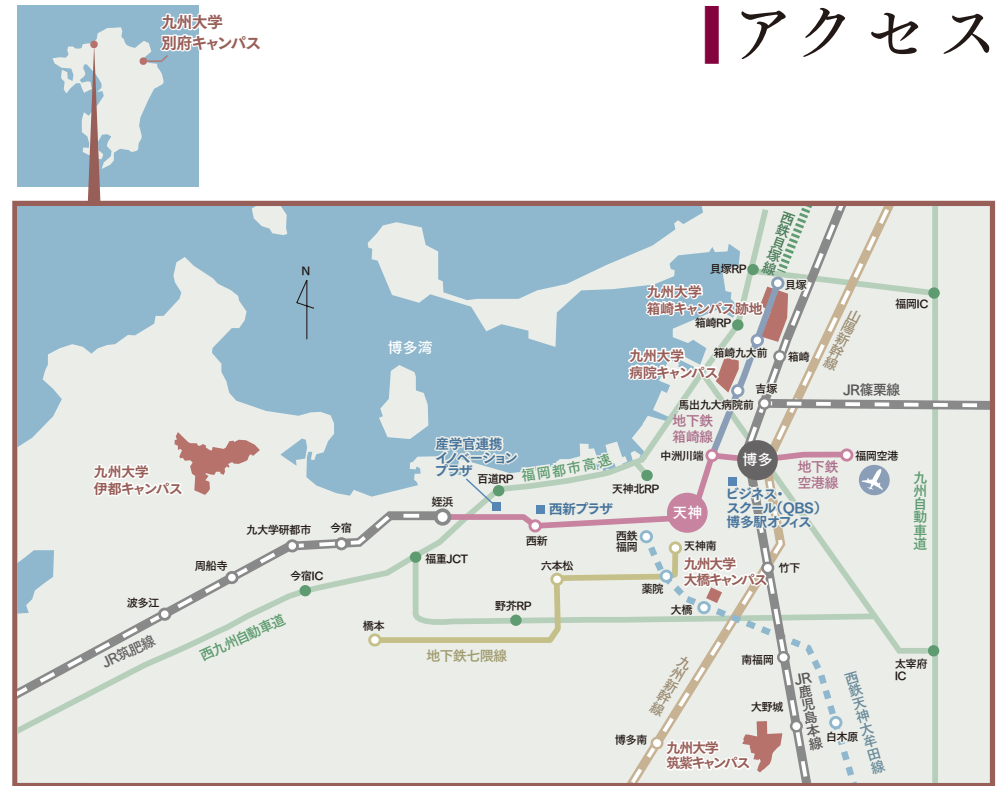 アクセス
九州大学
別府キャンパス
N
博多湾
西鉄貝塚線
貝塚RP
貝塚
福岡IC
九州大学
箱崎キャンパス跡地
箱崎RP
山陽新幹線
箱崎九大前
箱崎
九州大学
病院キャンパス
吉塚
JR篠栗線
馬出九大病院前
地下鉄
箱崎線
中洲川端
博多
福岡空港
地下鉄
空港線
産学官連携
イノベーション
プラザ
福岡都市高速
百道RP
天神北RP
九州大学
伊都キャンパス
ビジネス・
スクール(QBS)
博多駅オフィス
九州自動車道
姪浜
西新プラザ
天神
西新
九大学研都市
今宿
西鉄
福岡
天神南
周船寺
今宿IC
福重JCT
六本松
薬院
九州大学
大橋キャンパス
竹下
波多江
野芥RP
大橋
橋本
JR筑肥線
西九州自動車道
地下鉄七隈線
南福岡
太宰府
IC
九州新幹線
JR鹿児島本線
西鉄天神大牟田線
大野城
白木原
博多南
九州大学
筑紫キャンパス